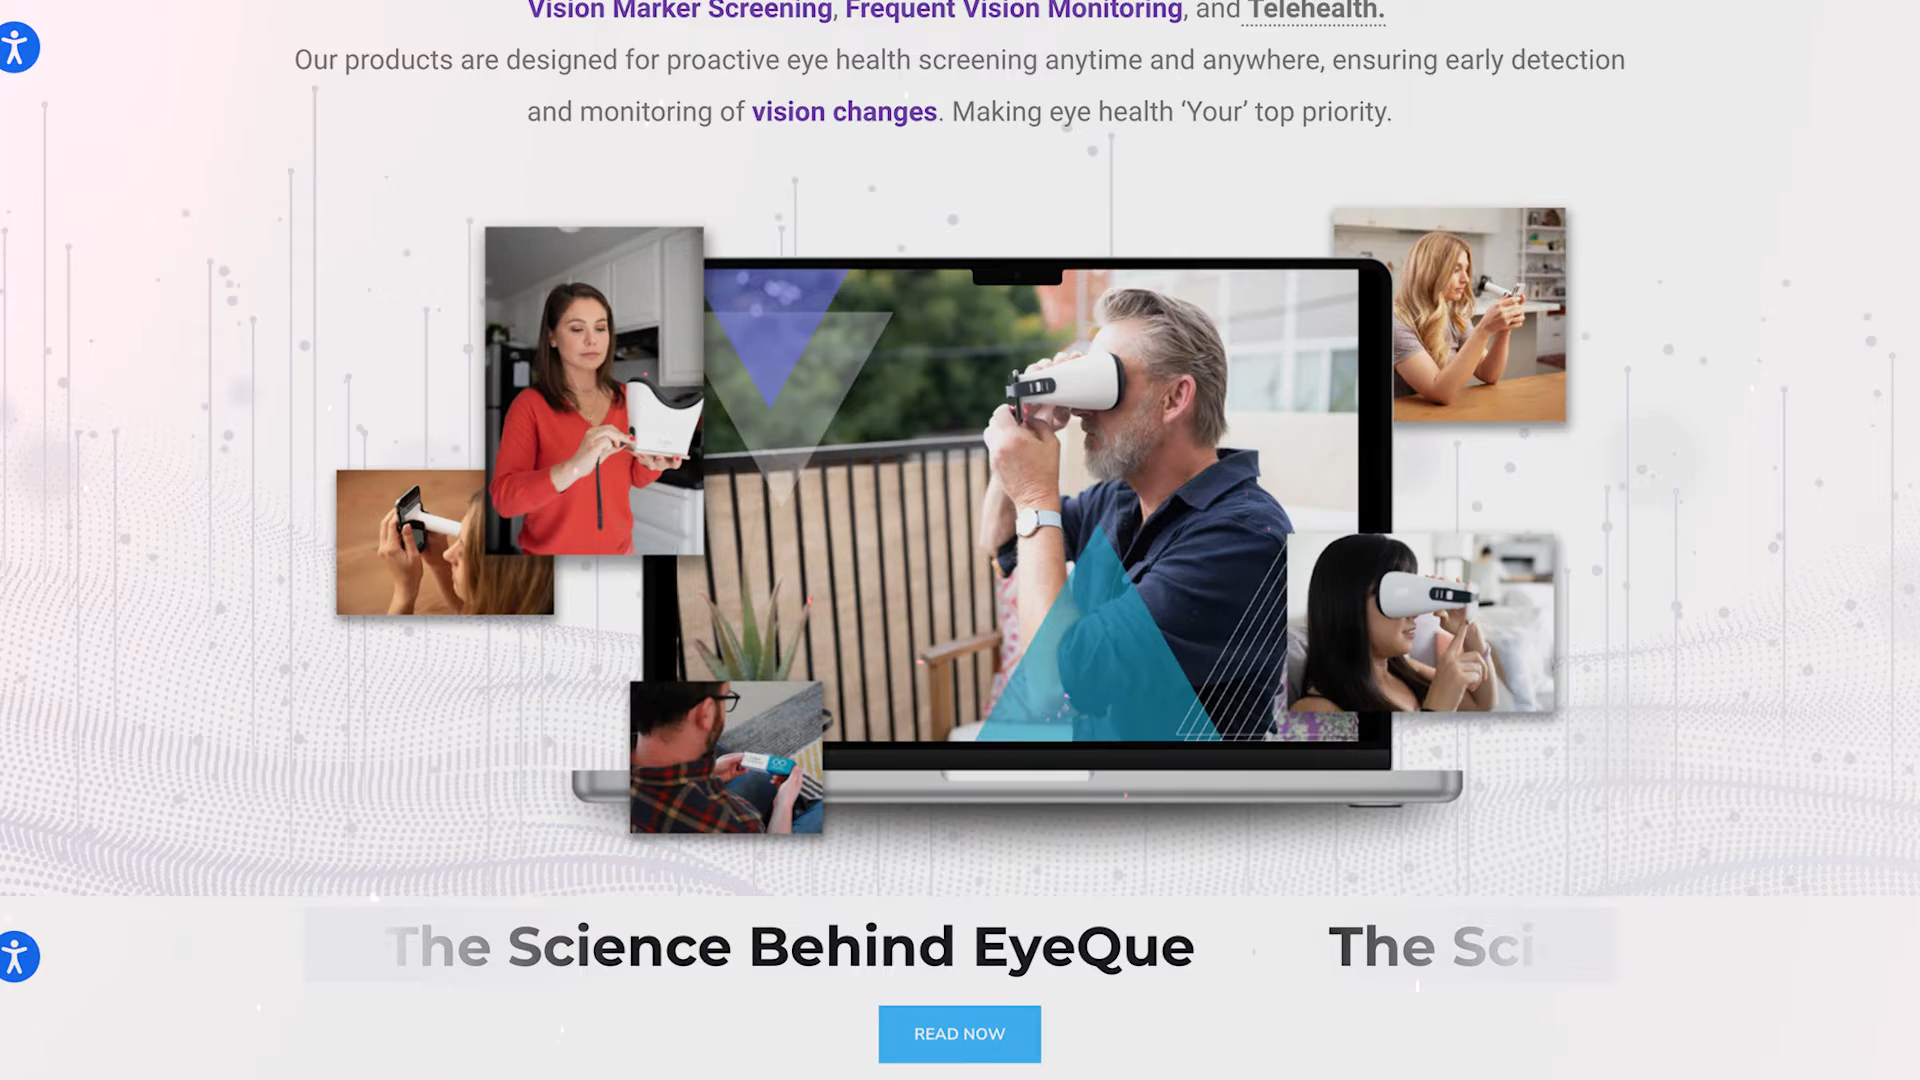 Vision Marker Screening, Frequent Vision Monitoring, and Telehealth.
Our products are designed for proactive eye health screening anytime and anywhere, ensuring early detection
and monitoring of vision changes. Making eye health ‘Your’ top priority.
The Science Behind EyeQue The Sci
READ NOW